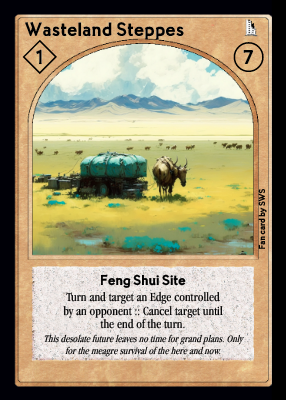 Wasteland Steppes
1
7
Fan card by SWS
Feng Shui Site
Turn and target an Edge controlled
by an opponent :: Cancel target until
the end of the turn.
This desolate future leaves no time for grand plans. Only
for the meagre survival of the here and now.